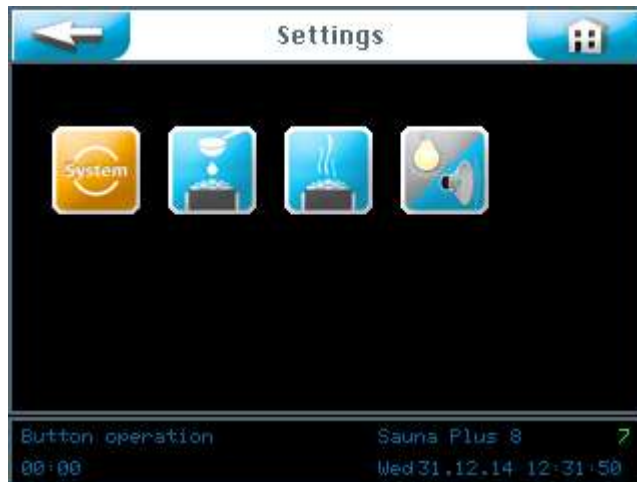 Settings
System
Button operation
Sauna Plus 8 7
00:00
Wed 31.12.14 12:31:50